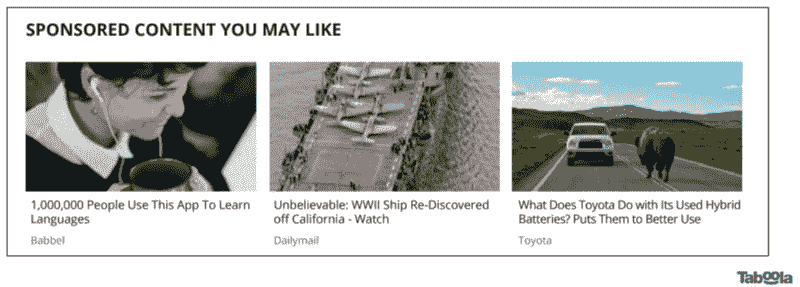 SPONSORED CONTENT YOU MAY LIKE
1,000,000 People Use This App To Learn
Languages
Babbel
Unbelievable: WWII Ship Re-Discovered
off California - Watch
Dailymail
What Does Toyota Do with Its Used Hybrid
Batteries? Puts Them to Better Use
Toyota
Taboola